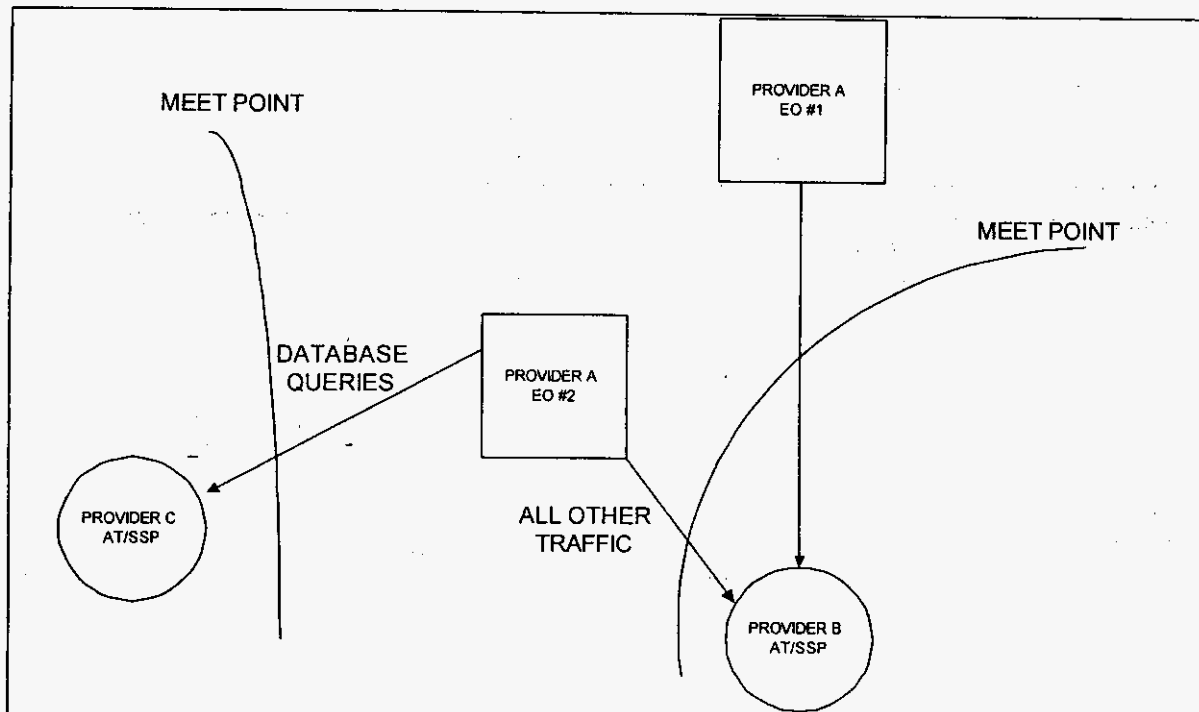 PROVIDER A
EO #1
MEET POINT
MEET POINT
DATABASE
QUERIES
PROVIDER A
EO #2
PROVIDER C
AT/SSP
ALL OTHER
TRAFFIC
PROVIDER B
AT/SSP